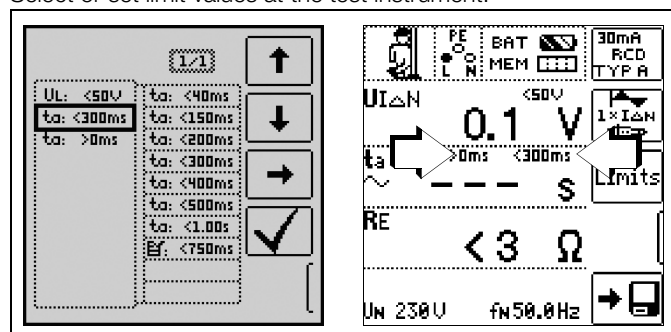 Select or set limit values at the test instrument.
1/1
UL: <50V
ta: <300ms
ta: >0ms
ta: <40ms
ta: <150ms
ta: <200ms
ta: <300ms
ta: <400ms
ta: <500ms
ta: <1.00s
: <750ms
PE
L N
BAT
MEM
30mA
RCD
TYP A
UI△N
<50V
0.1 V
1×I△N
ta
>0ms <300ms
--- s
Limits
RE
<3 Ω
UN 230V fN50.0Hz